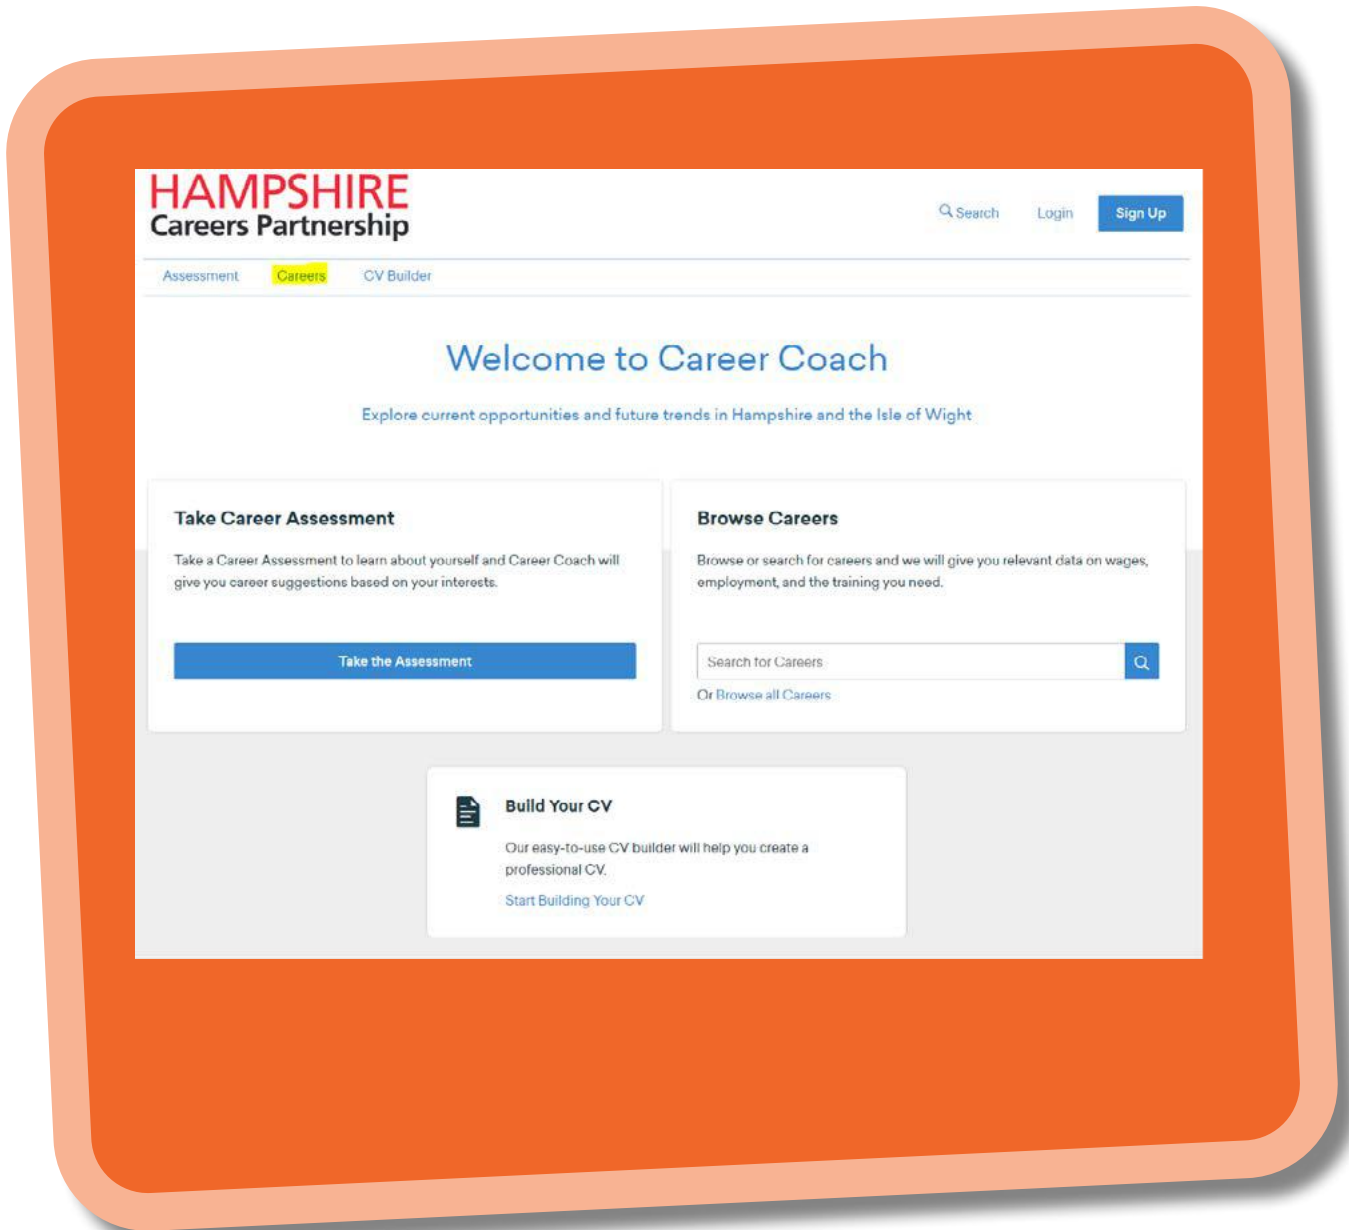 HAMPSHIRE
Careers Partnership
Search Login Sign Up
Assessment Careers CV Builder
Welcome to Career Coach
Explore current opportunities and future trends in Hampshire and the Isle of Wight
Take Career Assessment
Take a Career Assessment to learn about yourself and Career Coach will
give you career suggestions based on your interests.
Take the Assessment
Browse Careers
Browse or search for careers and we will give you relevant data on wages,
employment, and the training you need.
Search for Careers
Or Browse all Careers
Build Your CV
Our easy-to-use CV builder will help you create a
professional CV.
Start Building Your CV